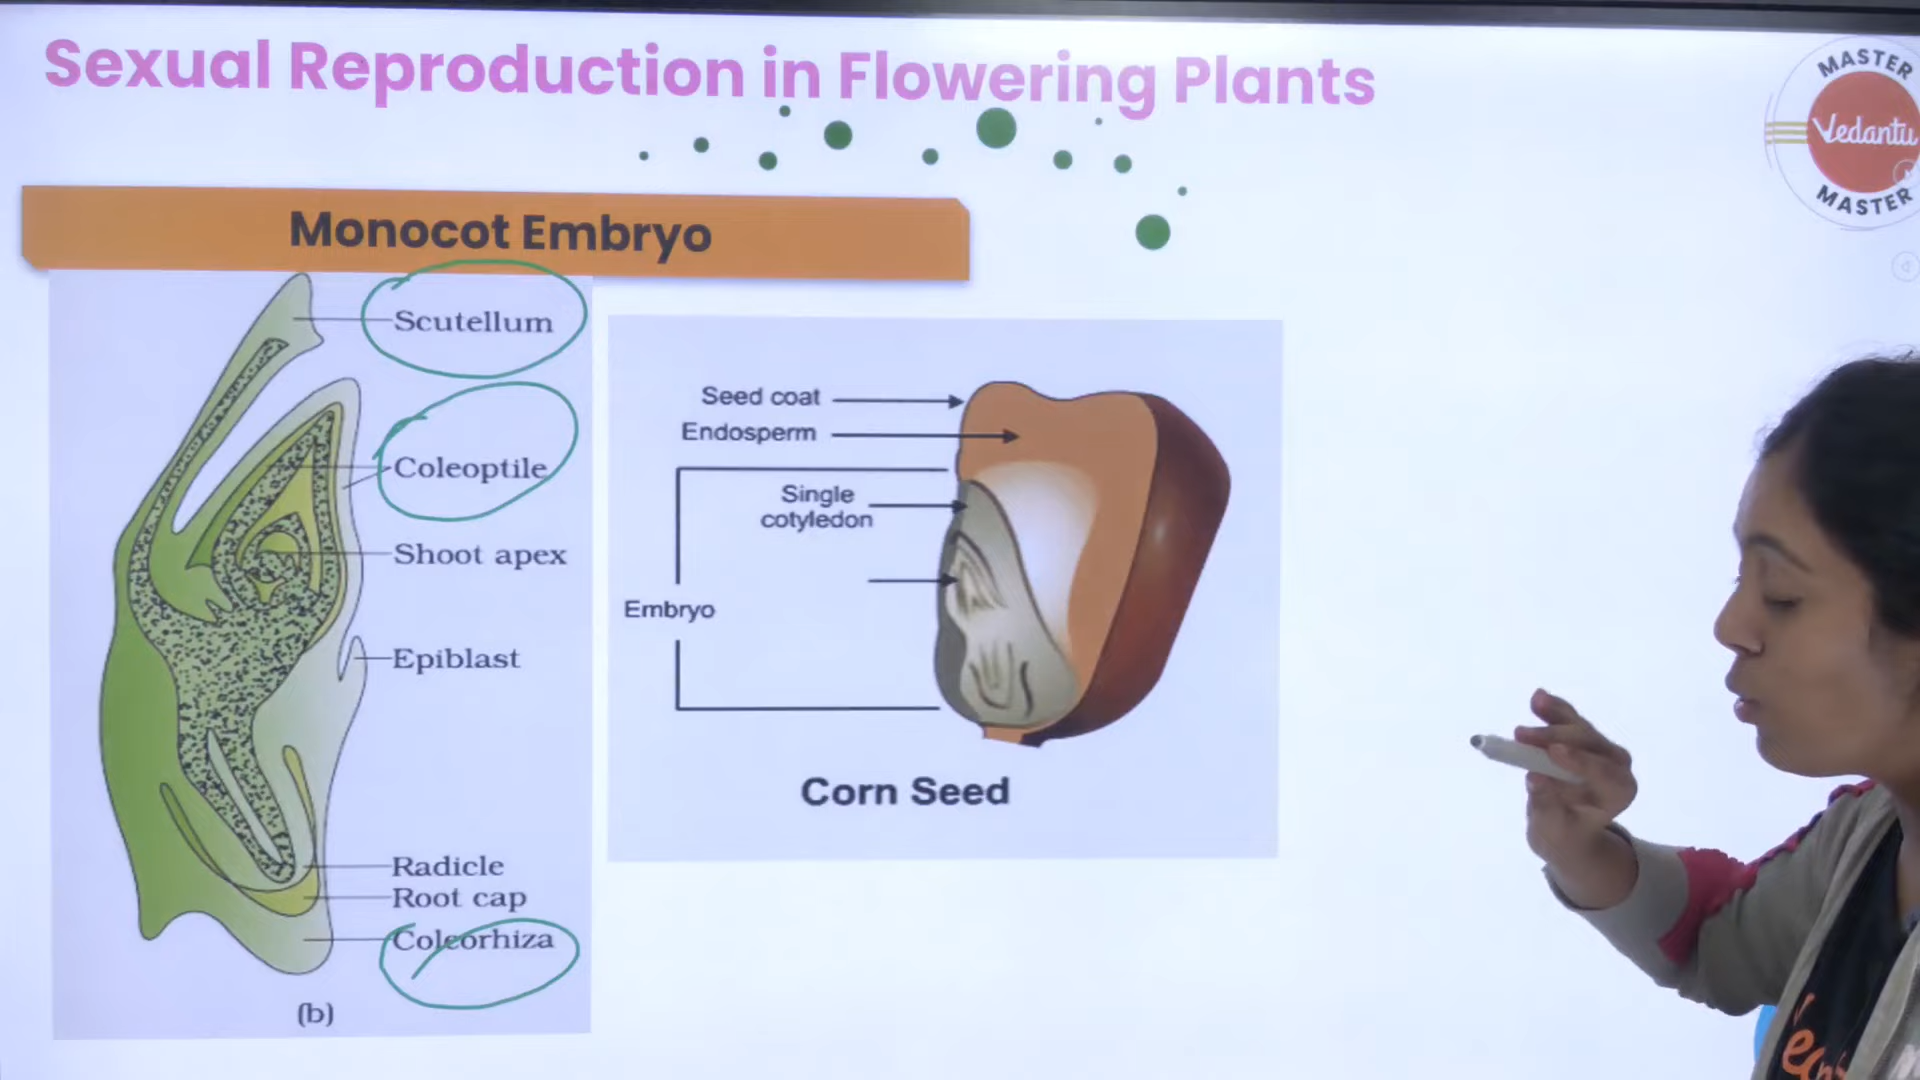 Sexual Reproduction in Flowering Plants
MASTER
Vedantu
MASTER
Monocot Embryo
Scutellum
Coleoptile
Shoot apex
Epiblast
Radicle
Root cap
Coleorhiza
(b)
Seed coat
Endosperm
Single
cotyledon
Embryo
Corn Seed